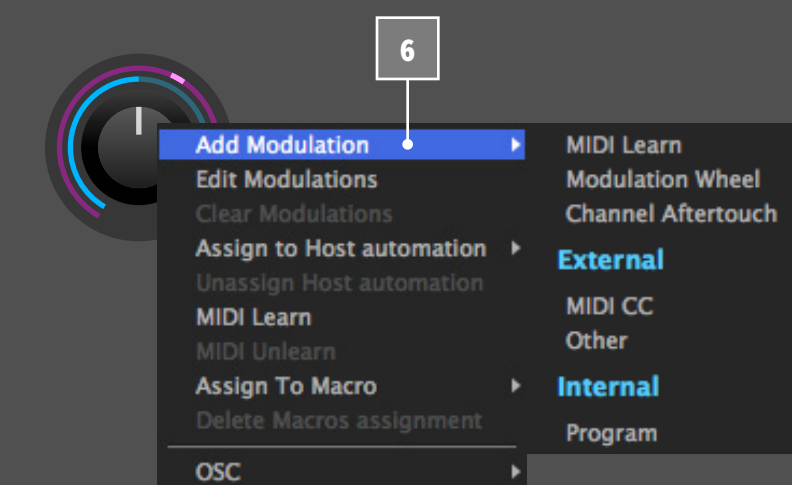 6
Add Modulation
Edit Modulations
Clear Modulations
Assign to Host automation
Unassign Host automation
MIDI Learn
MIDI Unlearn
Assign To Macro
Delete Macros assignment
OSC
MIDI Learn
Modulation Wheel
Channel Aftertouch
External
MIDI CC
Other
Internal
Program